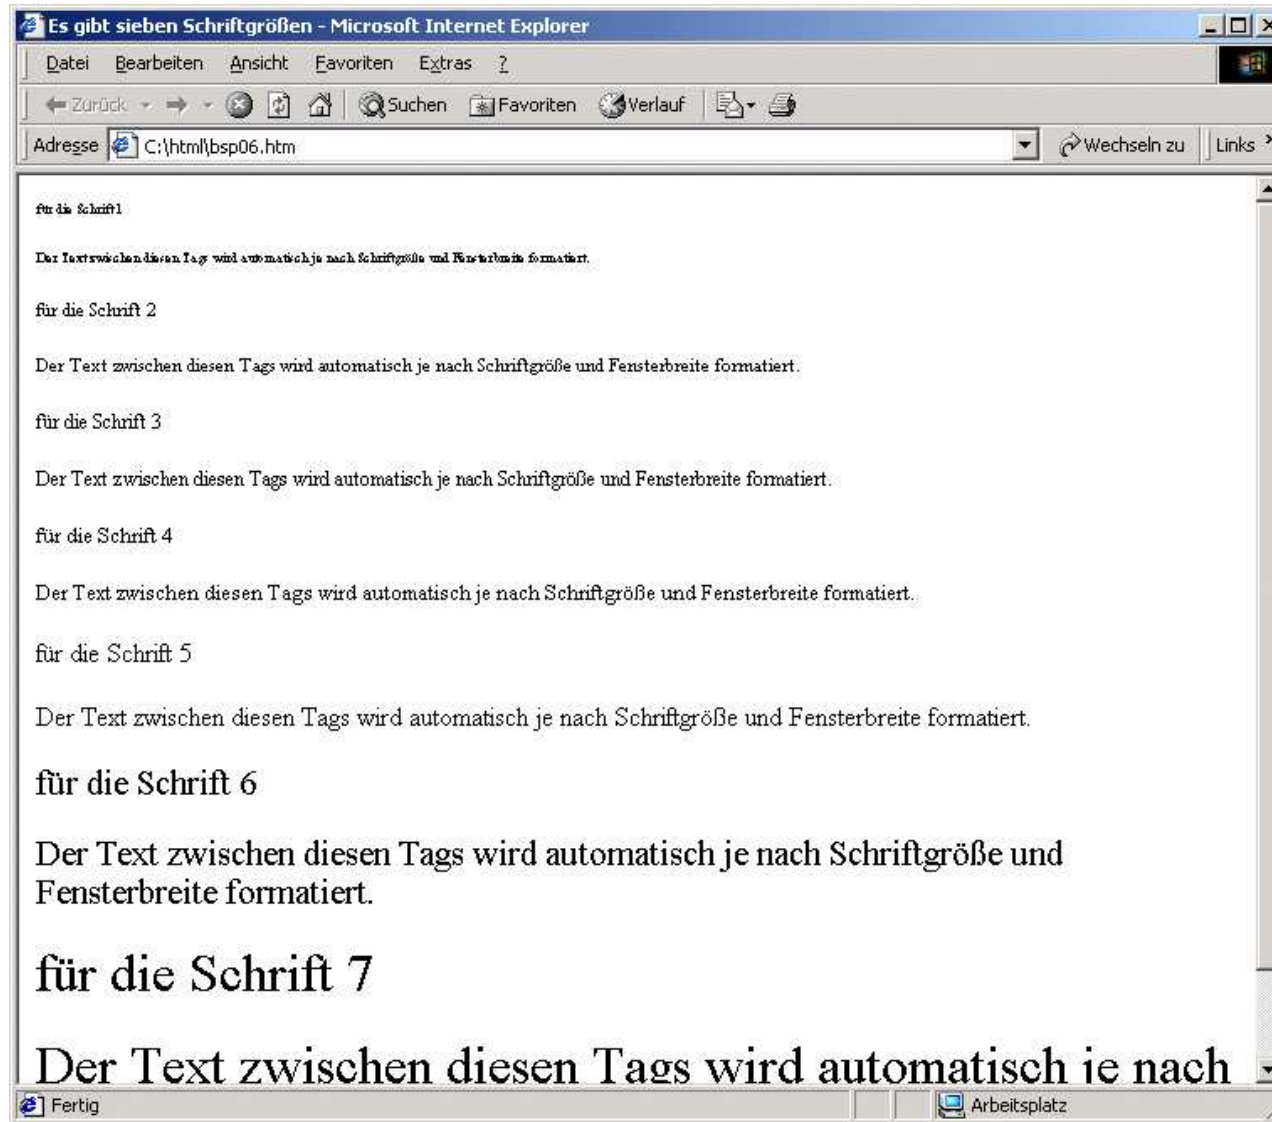 Es gibt sieben Schriftgrößen - Microsoft Internet Explorer
Datei Bearbeiten Ansicht Favoriten Extras ?
Zurück Suchen Favoriten Verlauf
Adresse C:\html\bsp06.htm Wechseln zu Links
für die Schrift 1
Der Text zwischen diesen Tags wird automatisch je nach Schriftgröße und Fensterbreite formatiert.
für die Schrift 2
Der Text zwischen diesen Tags wird automatisch je nach Schriftgröße und Fensterbreite formatiert.
für die Schrift 3
Der Text zwischen diesen Tags wird automatisch je nach Schriftgröße und Fensterbreite formatiert.
für die Schrift 4
Der Text zwischen diesen Tags wird automatisch je nach Schriftgröße und Fensterbreite formatiert.
für die Schrift 5
Der Text zwischen diesen Tags wird automatisch je nach Schriftgröße und Fensterbreite formatiert.
für die Schrift 6
Der Text zwischen diesen Tags wird automatisch je nach Schriftgröße und
Fensterbreite formatiert.
für die Schrift 7
Der Text zwischen diesen Tags wird automatisch je nach
Fertig Arbeitsplatz